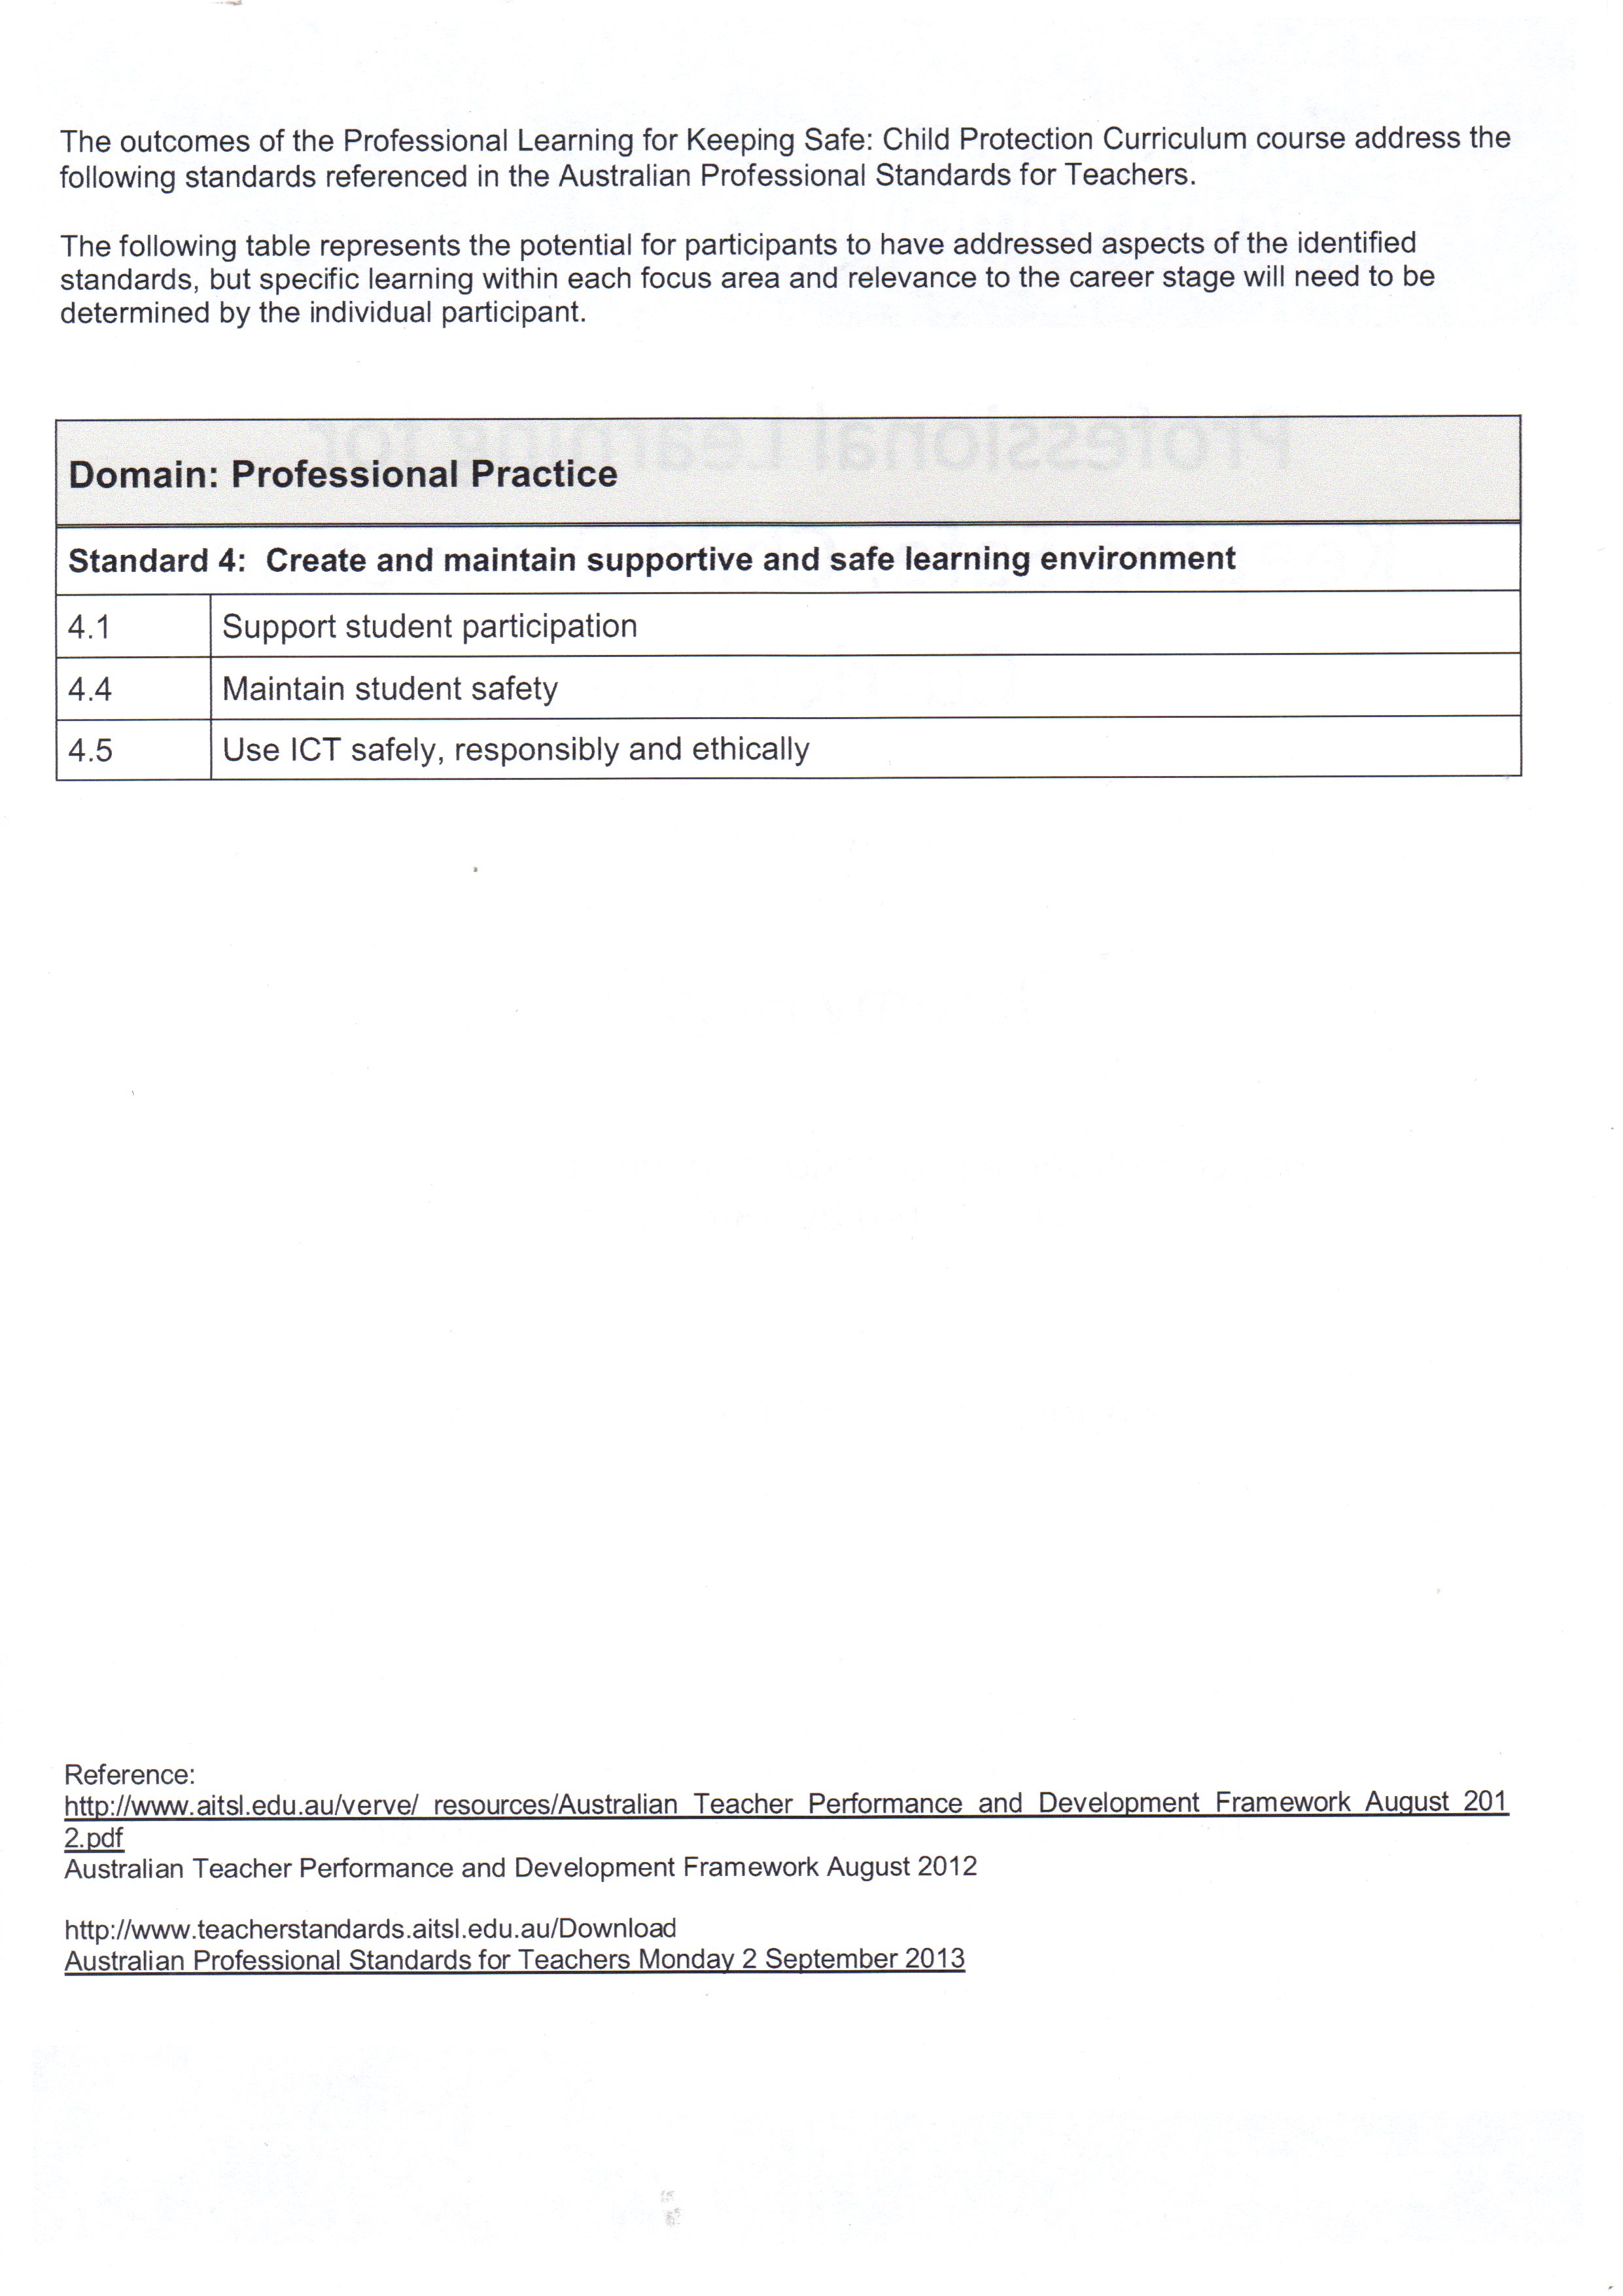 The outcomes of the Professional Learning for Keeping Safe: Child Protection Curriculum course address the
following standards referenced in the Australian Professional Standards for Teachers.
The following table represents the potential for participants to have addressed aspects of the identified
standards, but specific learning within each focus area and relevance to the career stage will need to be
determined by the individual participant.
Domain: Professional Practice
Standard 4: Create and maintain supportive and safe learning environment
4.1 Support student participation
4.4 Maintain student safety
4.5 Use ICT safely, responsibly and ethically
Reference:
http://www.aitsl.edu.au/verve/_resources/Australian_Teacher_Performance_and_Development_Framework_August_201
2.pdf
Australian Teacher Performance and Development Framework August 2012
http://www.teacherstandards.aitsl.edu.au/Download
Australian Professional Standards for Teachers Monday 2 September 2013